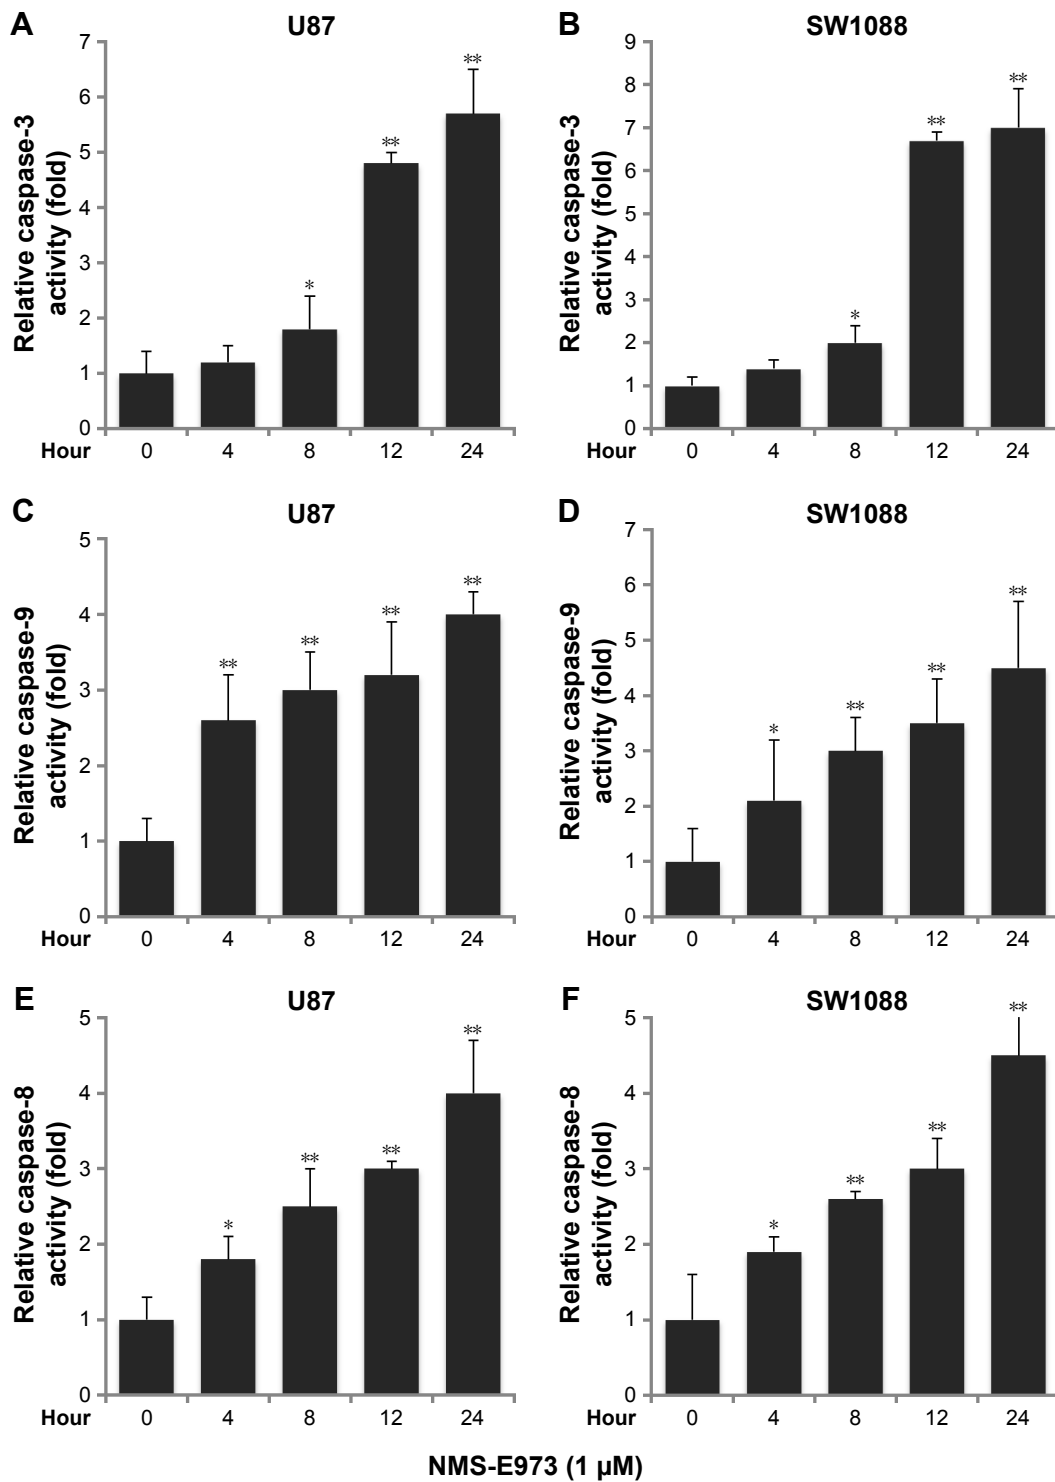 A
U87
Relative caspase-3
activity (fold)
7
6
5
4
3
2
1
0
*
**
**
Hour 0 4 8 12 24
B
SW1088
Relative caspase-3
activity (fold)
9
8
7
6
5
4
3
2
1
0
*
**
**
Hour 0 4 8 12 24
C
U87
Relative caspase-9
activity (fold)
5
4
3
2
1
0
**
**
**
**
Hour 0 4 8 12 24
D
SW1088
Relative caspase-9
activity (fold)
7
6
5
4
3
2
1
0
*
**
**
**
Hour 0 4 8 12 24
E
U87
Relative caspase-8
activity (fold)
5
4
3
2
1
0
*
**
**
**
Hour 0 4 8 12 24
F
SW1088
Relative caspase-8
activity (fold)
5
4
3
2
1
0
*
**
**
**
Hour 0 4 8 12 24
NMS-E973 (1 µM)